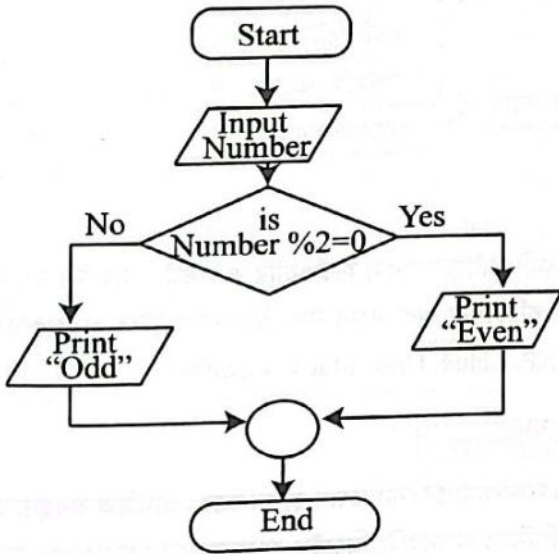 Start
Input
Number
is
Number %2=0
No
Yes
Print
“Odd”
Print
“Even”
End